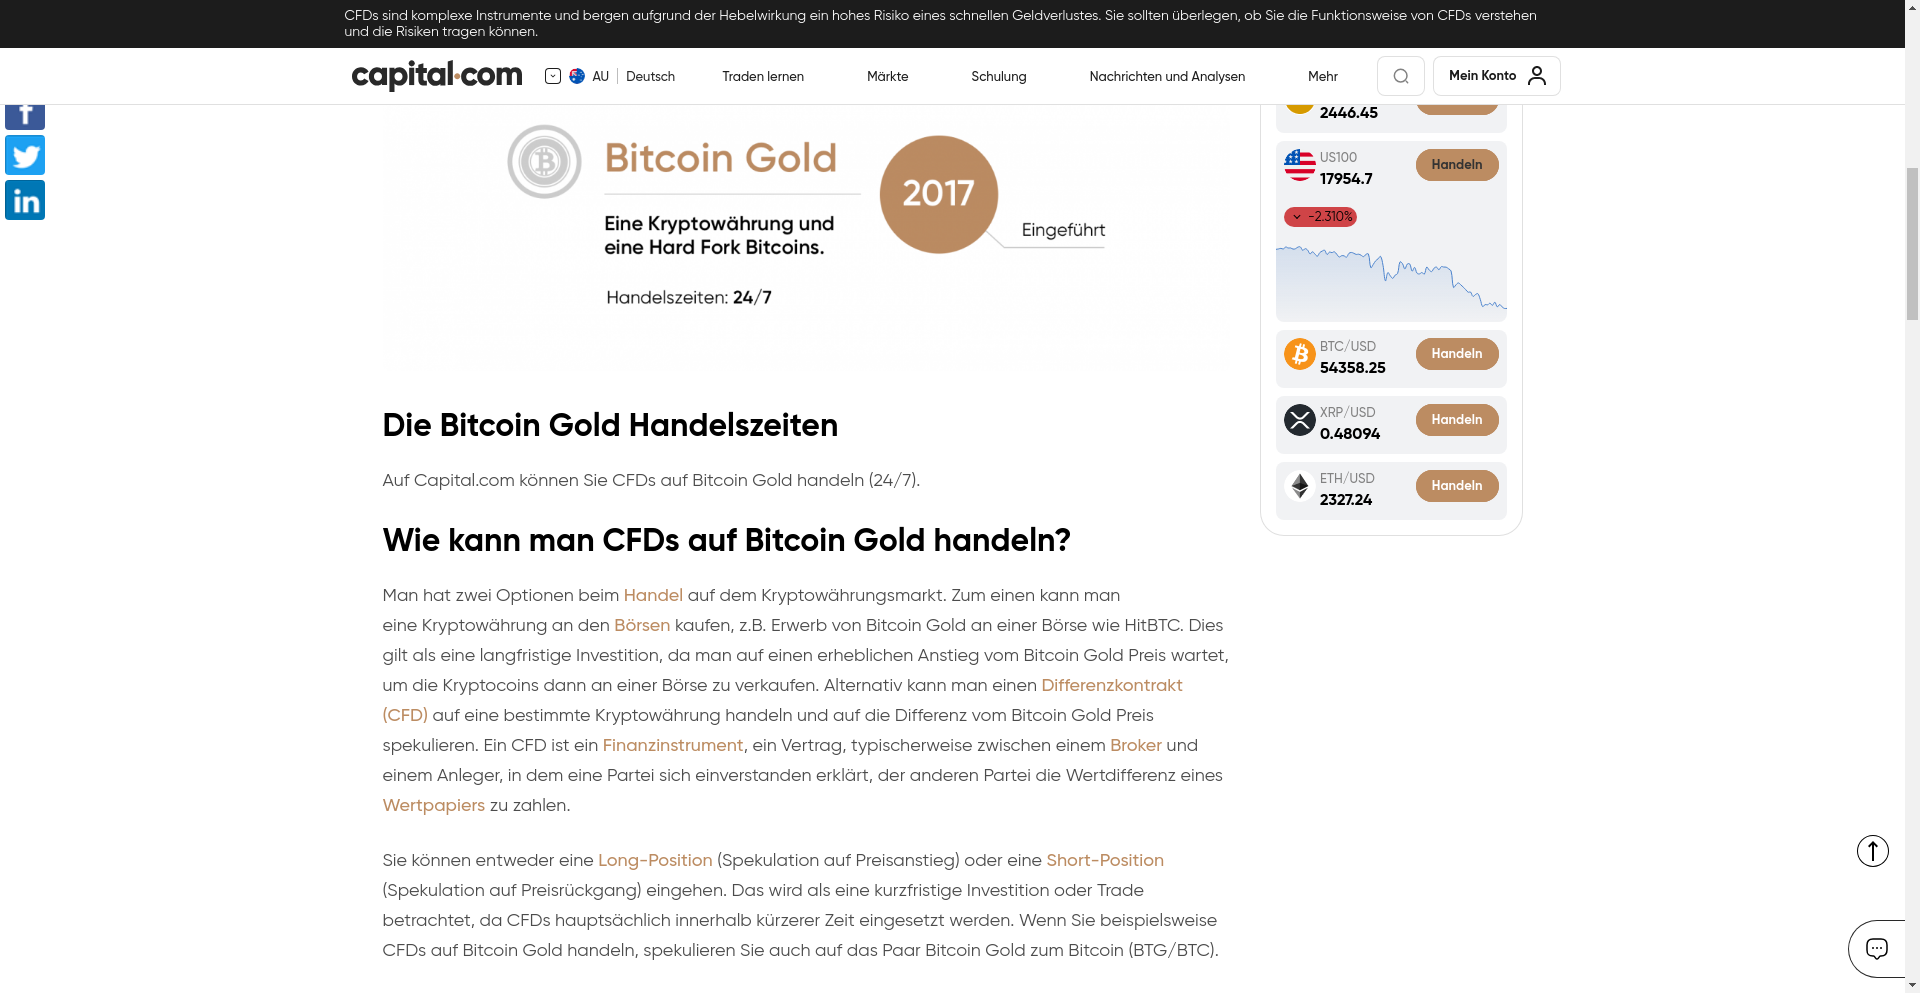 CFDs sind komplexe Instrumente und bergen aufgrund der Hebelwirkung ein hohes Risiko eines schnellen Geldverlustes. Sie sollten überlegen, ob Sie die Funktionsweise von CFDs verstehen
und die Risiken tragen können.
capital.com
AU
Deutsch
Traden lernen
Märkte
Schulung
Nachrichten und Analysen
Mehr
Mein Konto
Bitcoin Gold
Eine Kryptowährung und
eine Hard Fork Bitcoins.
Handelszeiten: 24/7
2017
Eingeführt
Die Bitcoin Gold Handelszeiten
Auf Capital.com können Sie CFDs auf Bitcoin Gold handeln (24/7).
Wie kann man CFDs auf Bitcoin Gold handeln?
Man hat zwei Optionen beim Handel auf dem Kryptowährungsmarkt. Zum einen kann man
eine Kryptowährung an den Börsen kaufen, z.B. Erwerb von Bitcoin Gold an einer Börse wie HitBTC. Dies
gilt als eine langfristige Investition, da man auf einen erheblichen Anstieg vom Bitcoin Gold Preis wartet,
um die Kryptocoins dann an einer Börse zu verkaufen. Alternativ kann man einen Differenzkontrakt
(CFD) auf eine bestimmte Kryptowährung handeln und auf die Differenz vom Bitcoin Gold Preis
spekulieren. Ein CFD ist ein Finanzinstrument, ein Vertrag, typischerweise zwischen einem Broker und
einem Anleger, in dem eine Partei sich einverstanden erklärt, der anderen Partei die Wertdifferenz eines
Wertpapiers zu zahlen.
Sie können entweder eine Long-Position (Spekulation auf Preisanstieg) oder eine Short-Position
(Spekulation auf Preisrückgang) eingehen. Das wird als eine kurzfristige Investition oder Trade
betrachtet, da CFDs hauptsächlich innerhalb kürzerer Zeit eingesetzt werden. Wenn Sie beispielsweise
CFDs auf Bitcoin Gold handeln, spekulieren Sie auch auf das Paar Bitcoin Gold zum Bitcoin (BTG/BTC).
2446.45
US100
17954.7
Handeln
-2.310%
BTC/USD
54358.25
Handeln
XRP/USD
0.48094
Handeln
ETH/USD
2327.24
Handeln